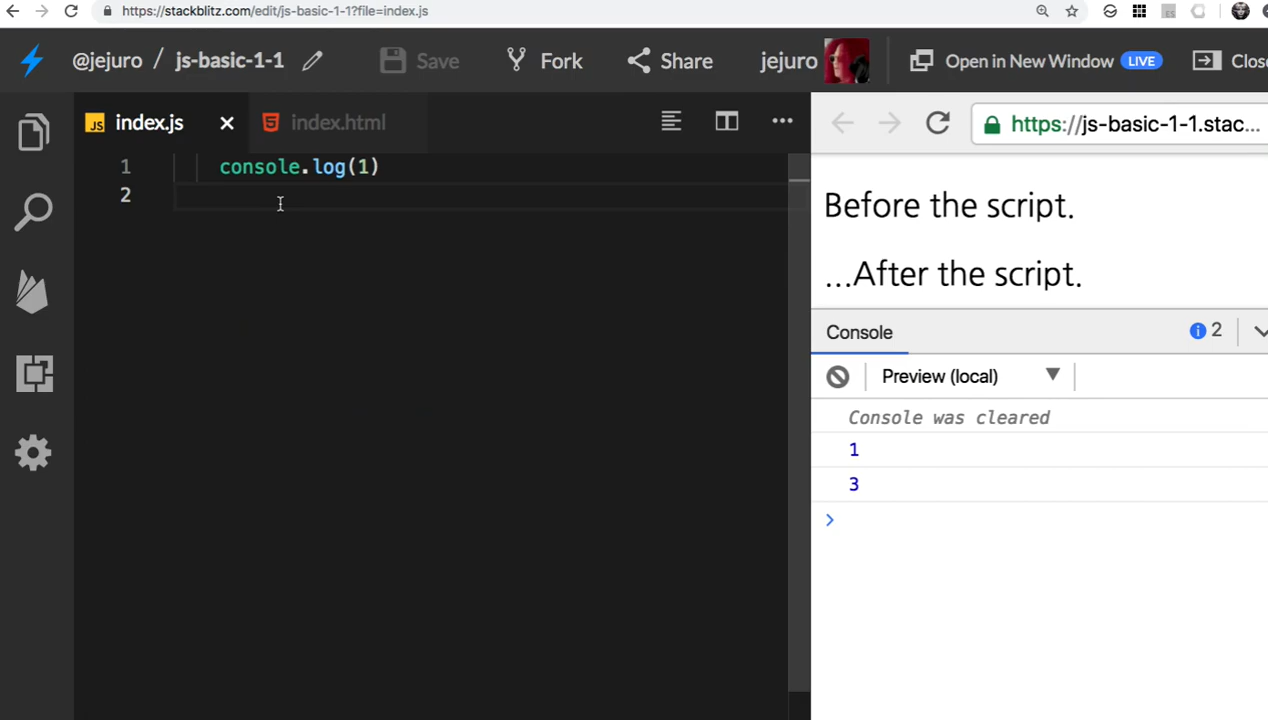 https://stackblitz.com/edit/js-basic-1-1?file=index.js
@jejuro / js-basic-1-1 Save Fork Share jejuro Open in New Window LIVE Clos
JS index.js index.html https://js-basic-1-1.stac...
1 console.log(1)
2
Before the script.
...After the script.
Console 2
Preview (local)
Console was cleared
1
3